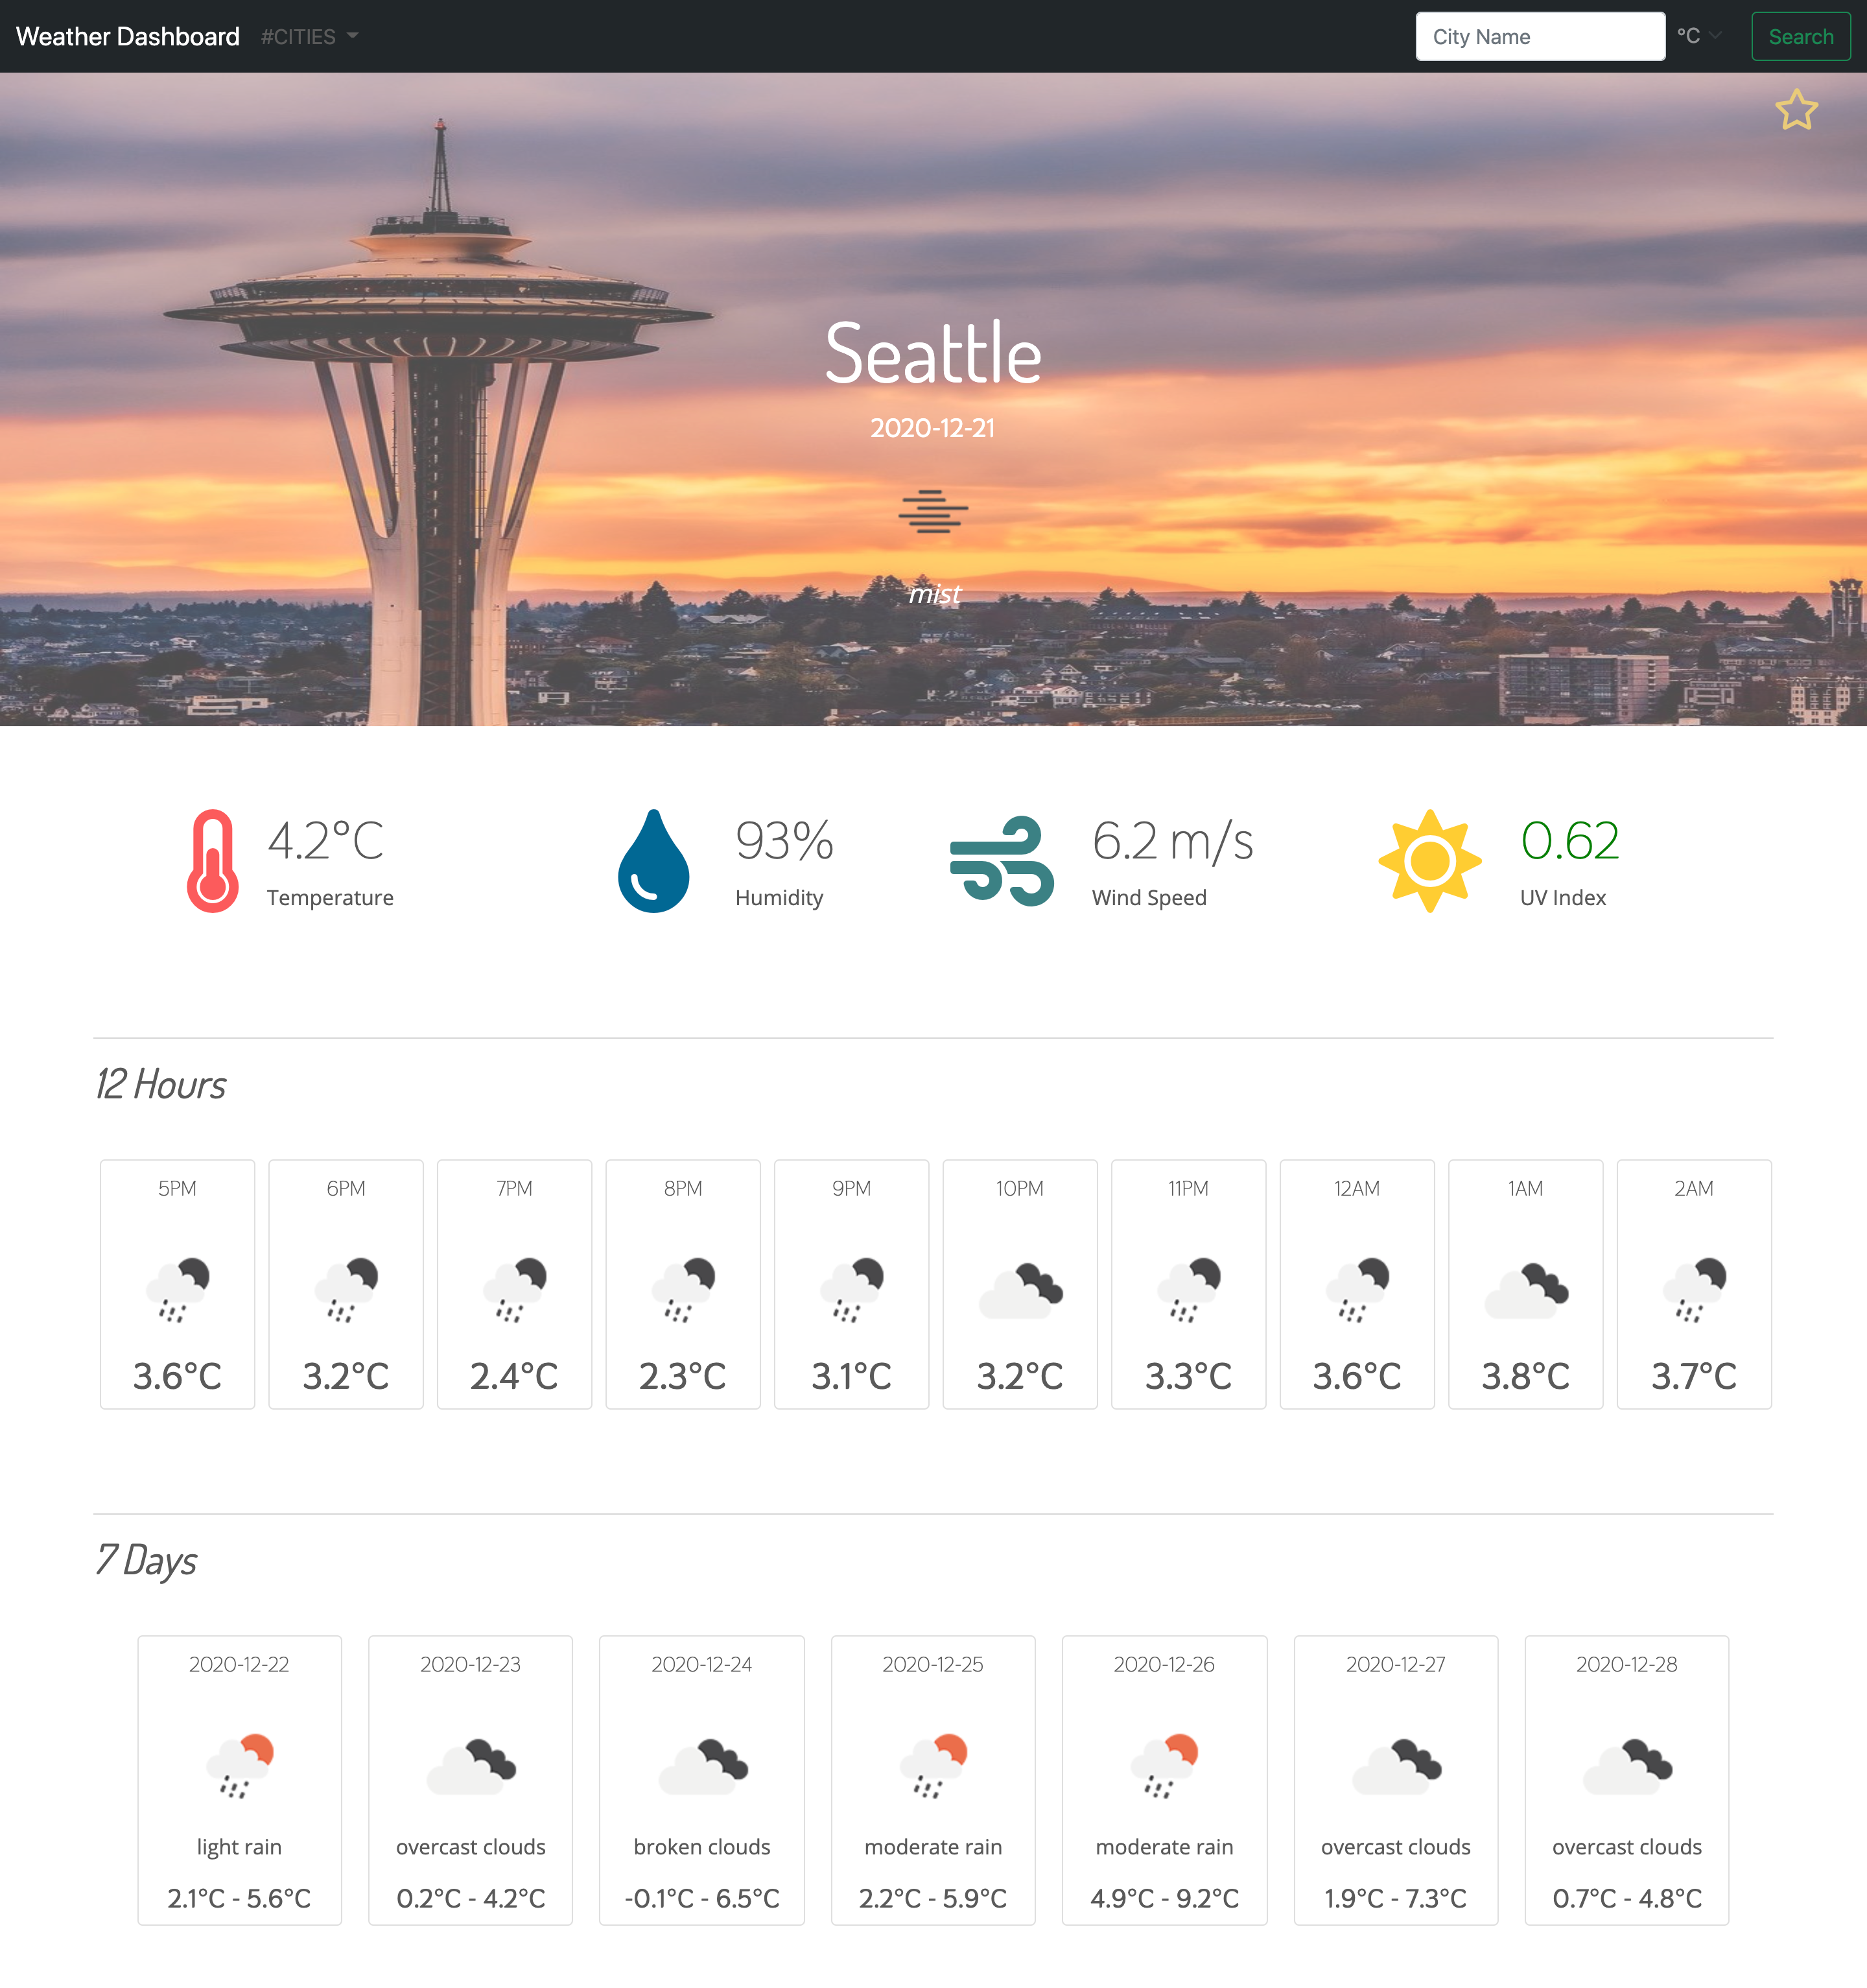 Weather Dashboard #CITIES City Name °C Search
Seattle
2020-12-21
mist
4.2°C 93% 6.2 m/s 0.62
Temperature Humidity Wind Speed UV Index
12 Hours
5PM 6PM 7PM 8PM 9PM 10PM 11PM 12AM 1AM 2AM
3.6°C 3.2°C 2.4°C 2.3°C 3.1°C 3.2°C 3.3°C 3.6°C 3.8°C 3.7°C
7 Days
2020-12-22 2020-12-23 2020-12-24 2020-12-25 2020-12-26 2020-12-27 2020-12-28
light rain overcast clouds broken clouds moderate rain moderate rain overcast clouds overcast clouds
2.1°C - 5.6°C 0.2°C - 4.2°C -0.1°C - 6.5°C 2.2°C - 5.9°C 4.9°C - 9.2°C 1.9°C - 7.3°C 0.7°C - 4.8°C